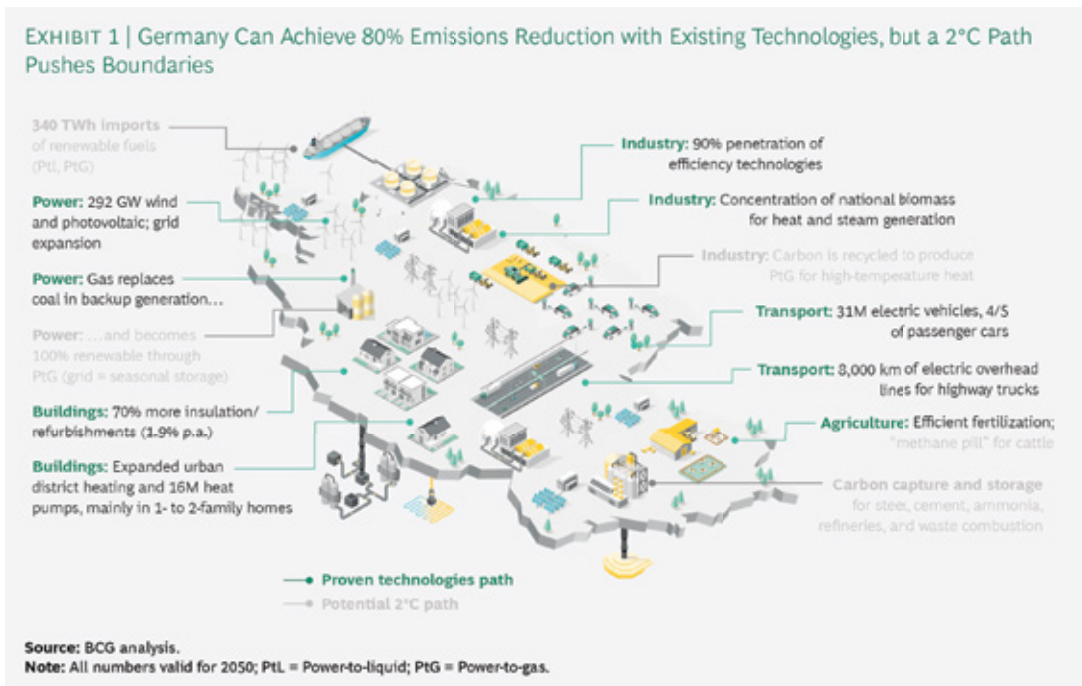 EXHIBIT 1 | Germany Can Achieve 80% Emissions Reduction with Existing Technologies, but a 2°C Path
Pushes Boundaries
340 TWh imports
of renewable fuels
(PtL, PtG)
Power: 292 GW wind
and photovoltaic; grid
expansion
Power: Gas replaces
coal in backup generation...
Power: ...and becomes
100% renewable through
PtG (grid = seasonal storage)
Buildings: 70% more insulation/
refurbishments (1.9% p.a.)
Buildings: Expanded urban
district heating and 16M heat
pumps, mainly in 1- to 2-family homes
Industry: 90% penetration of
efficiency technologies
Industry: Concentration of national biomass
for heat and steam generation
Industry: Carbon is recycled to produce
PtG for high-temperature heat
Transport: 31M electric vehicles, 4/5
of passenger cars
Transport: 8,000 km of electric overhead
lines for highway trucks
Agriculture: Efficient fertilization;
"methane pill" for cattle
Carbon capture and storage
for steel, cement, ammonia,
refineries, and waste combustion
Proven technologies path
Potential 2°C path
Source: BCG analysis.
Note: All numbers valid for 2050; PtL = Power-to-liquid; PtG = Power-to-gas.